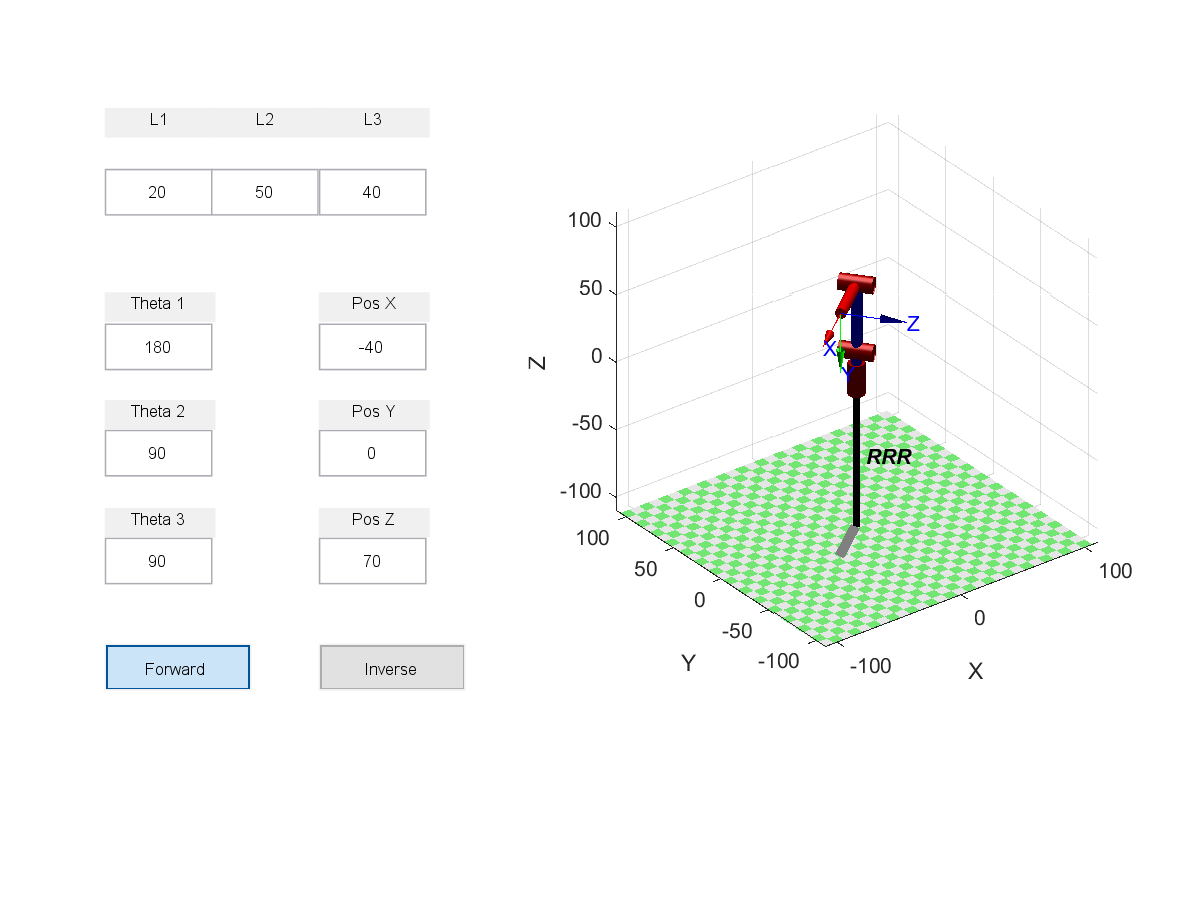 L1 L2 L3
20 50 40
Theta 1 Pos X
180 -40
Theta 2 Pos Y
90 0
Theta 3 Pos Z
90 70
Forward Inverse
100
50
0
-50
-100
Z
Z
X
Y
RRR
100
50
0
-50
-100
Y
-100
0
100
X